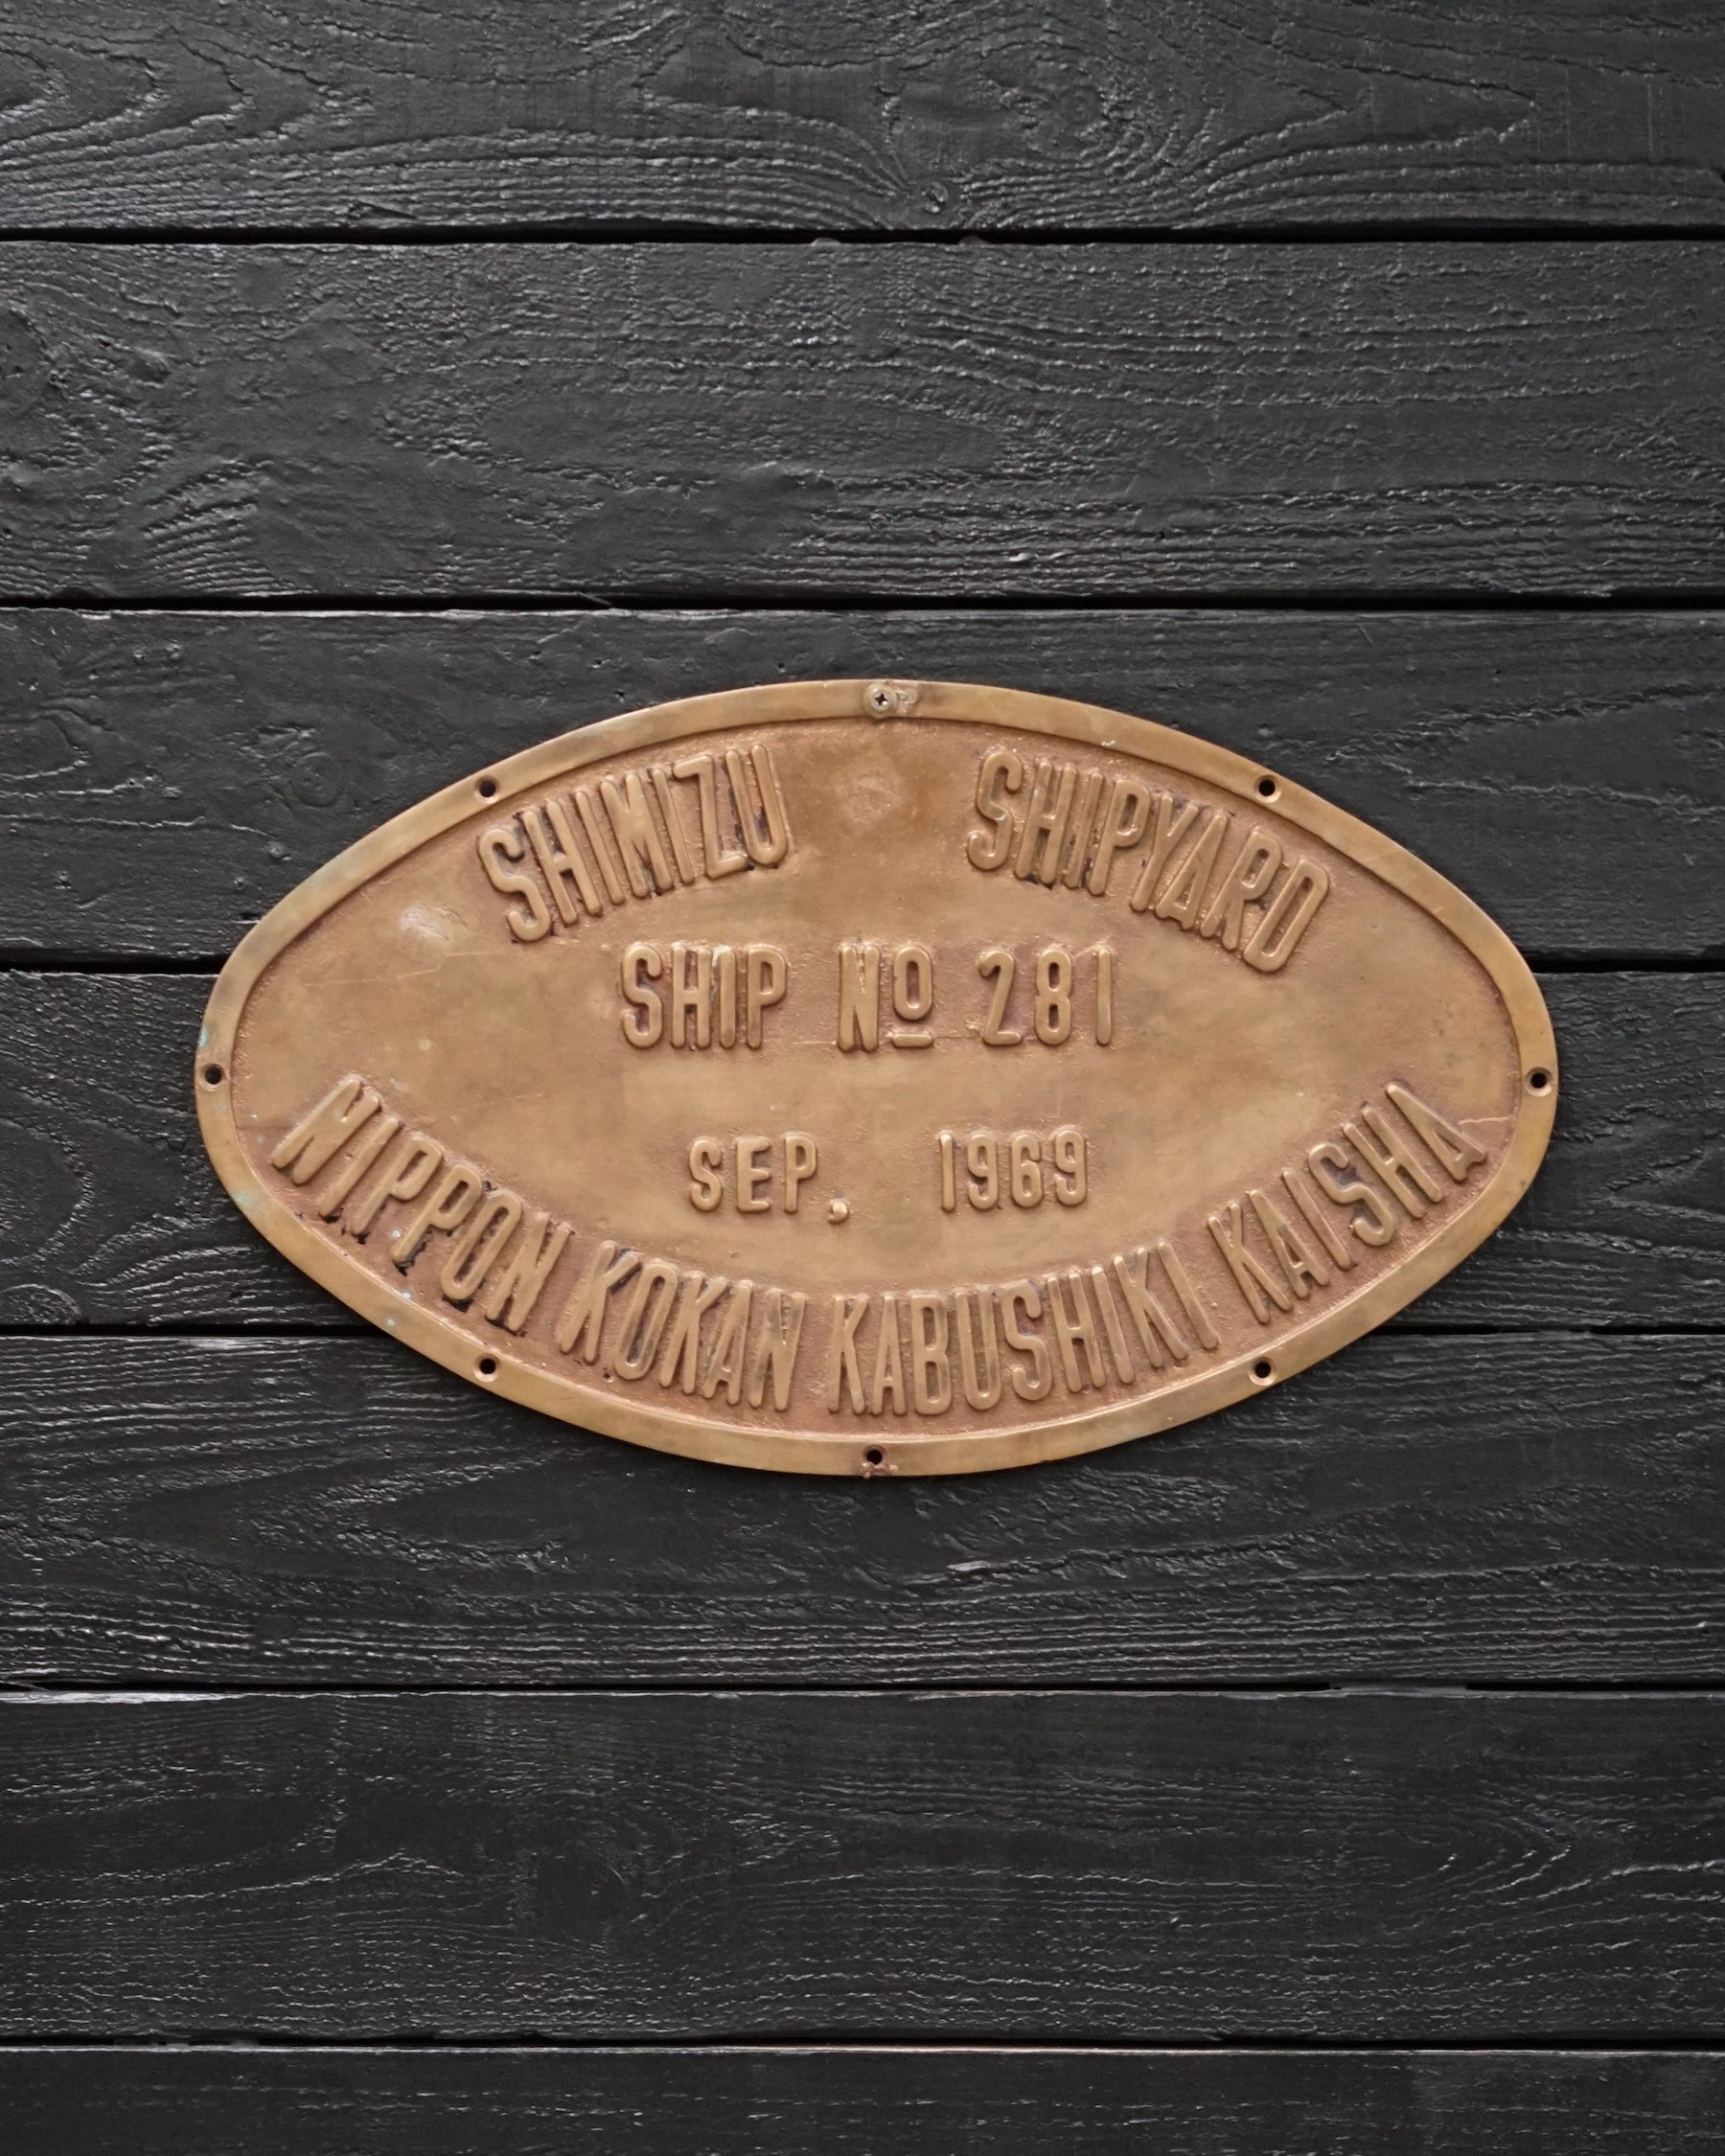 SHIMIZU SHIPYARD
SHIP Nº 281
SEP. 1969
NIPPON KOKAN KABUSHIKI KAISHA